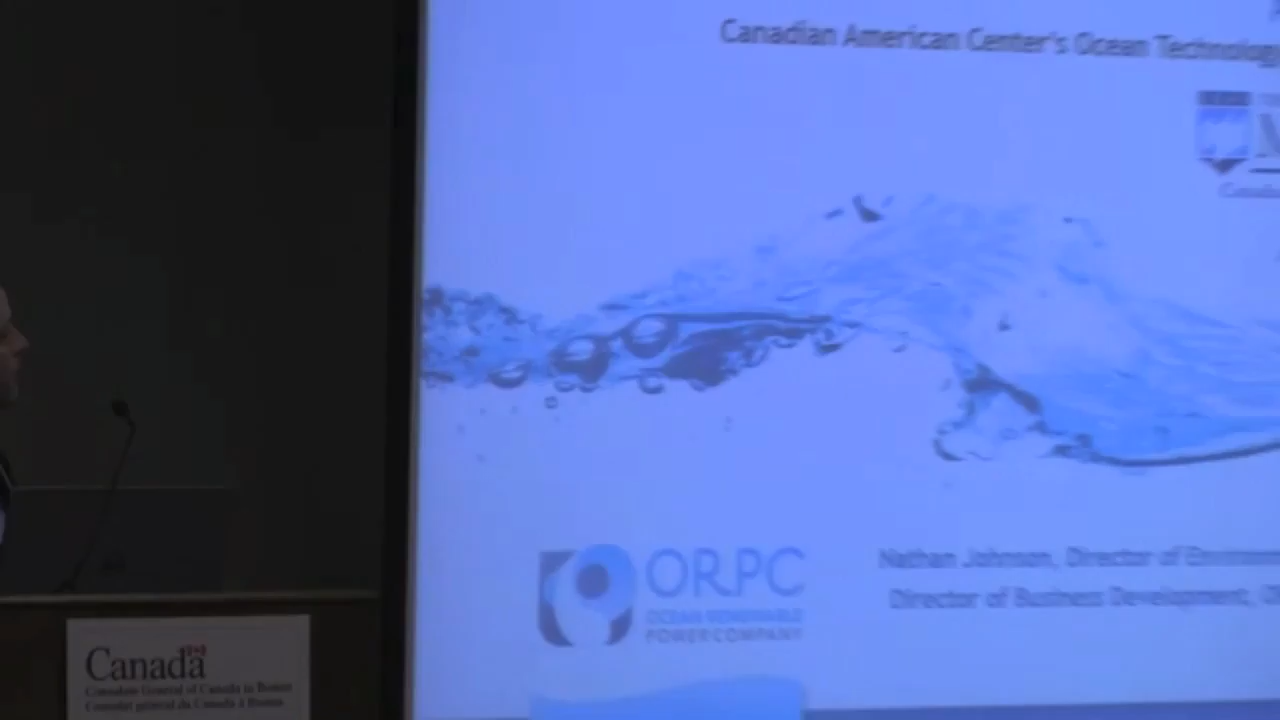 Canadian American Center's Ocean Technology
ORPC
OCEAN RENEWABLE
POWER COMPANY
Nathan Johnson, Director of Environ
Director of Business Development,
Canada
Consulate General of Canada in Boston
Consulat général du Canada à Boston